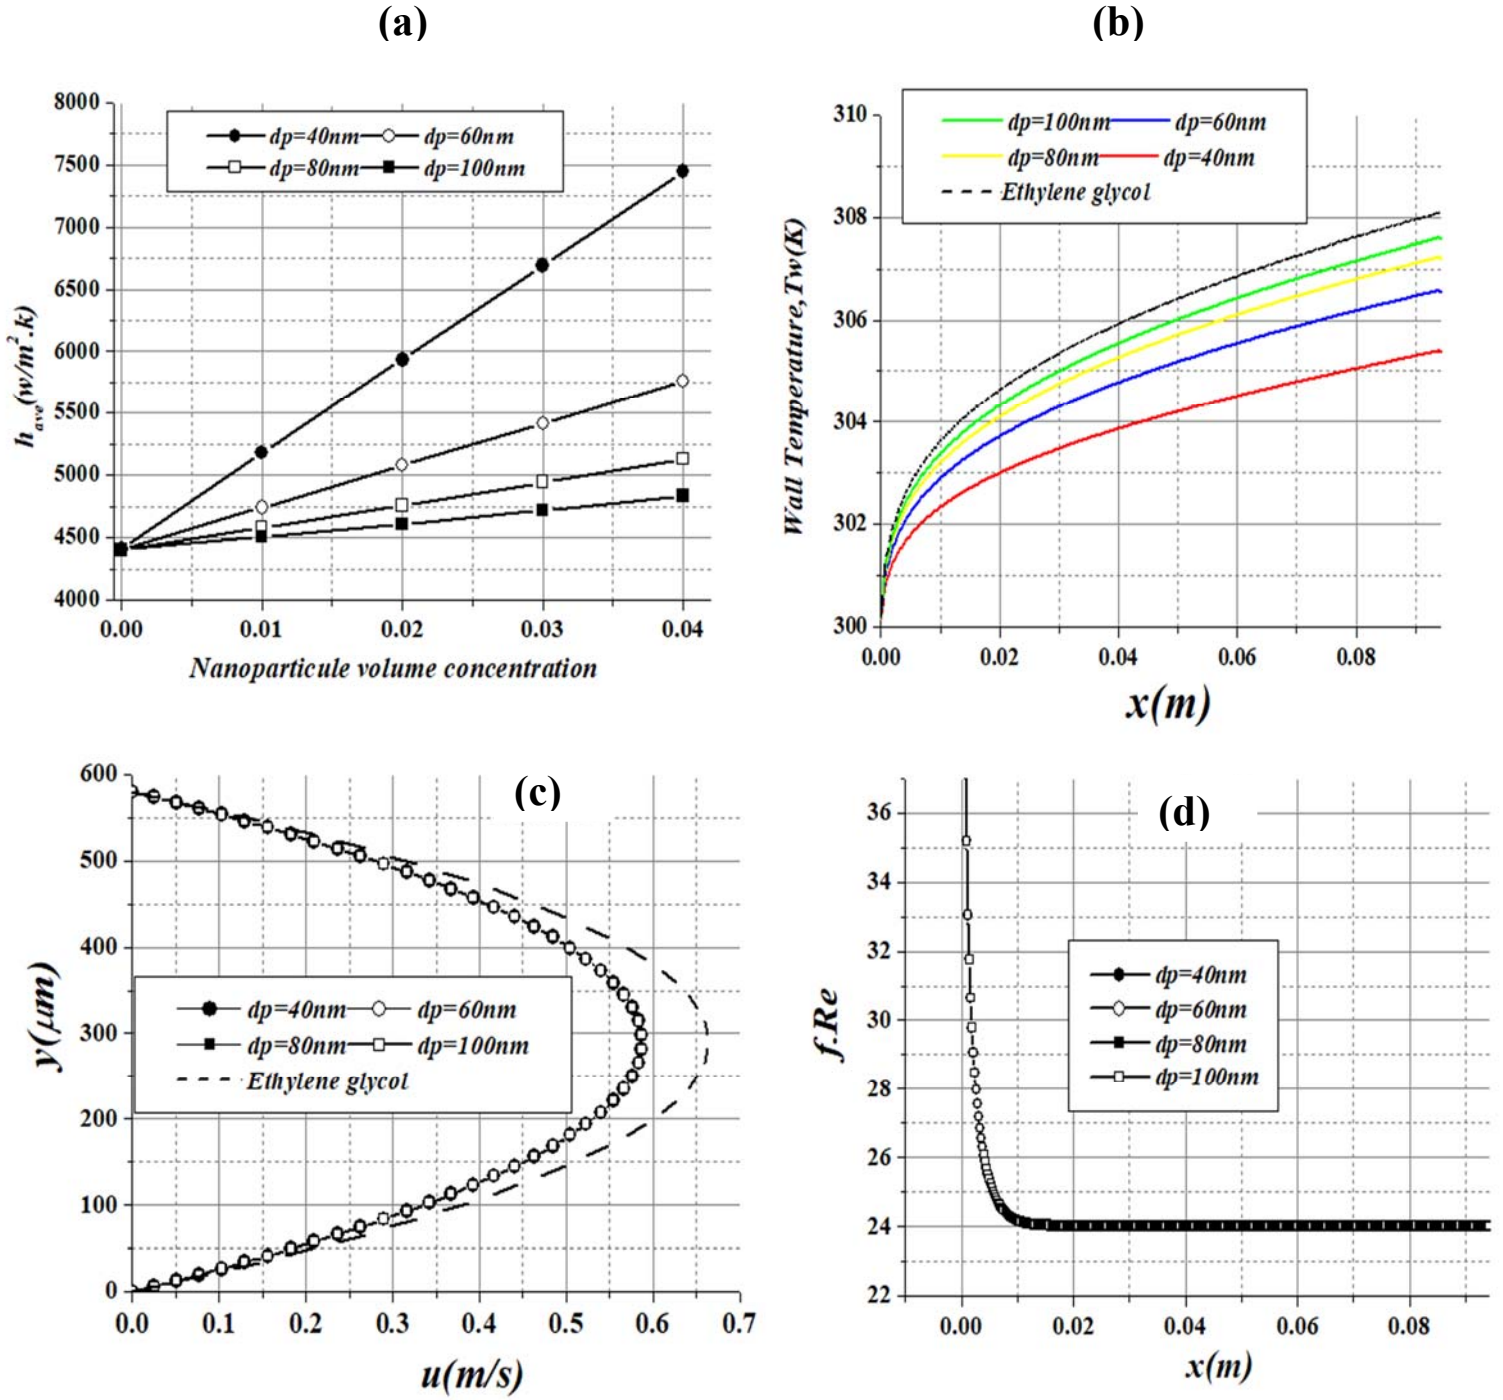 (a)
8000
7500
7000
6500
6000
5500
5000
4500
4000
h_ave(w/m².k)
dp=40nm dp=60nm
dp=80nm dp=100nm
0.00 0.01 0.02 0.03 0.04
Nanoparticule volume concentration
(b)
310
308
306
304
302
300
Wall Temperature,Tw(K)
dp=100nm dp=60nm
dp=80nm dp=40nm
Ethylene glycol
0.00 0.02 0.04 0.06 0.08
x(m)
(c)
600
500
400
300
200
100
0
y(μm)
dp=40nm dp=60nm
dp=80nm dp=100nm
Ethylene glycol
0.0 0.1 0.2 0.3 0.4 0.5 0.6 0.7
u(m/s)
(d)
36
34
32
30
28
26
24
22
f.Re
dp=40nm
dp=60nm
dp=80nm
dp=100nm
0.00 0.02 0.04 0.06 0.08
x(m)